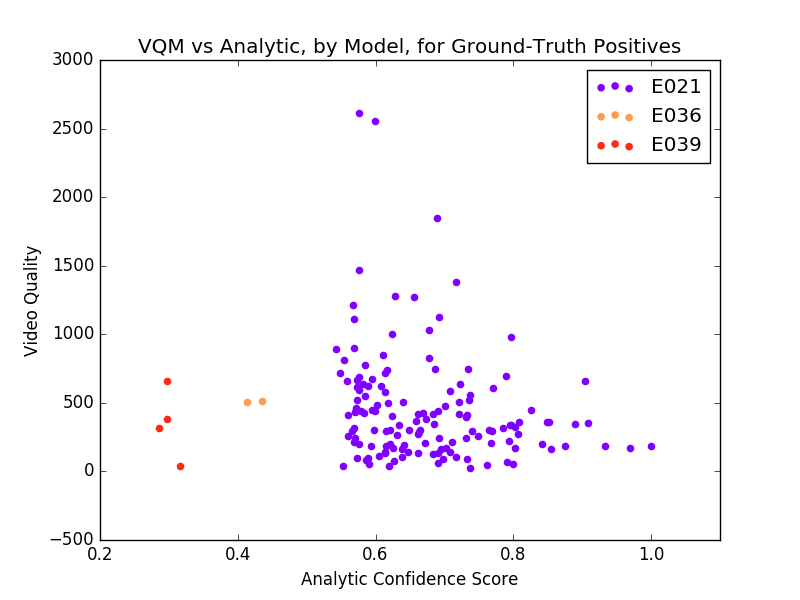 VQM vs Analytic, by Model, for Ground-Truth Positives
3000
2500
2000
1500
1000
500
0
−500
0.2 0.4 0.6 0.8 1.0
Video Quality
Analytic Confidence Score
E021
E036
E039